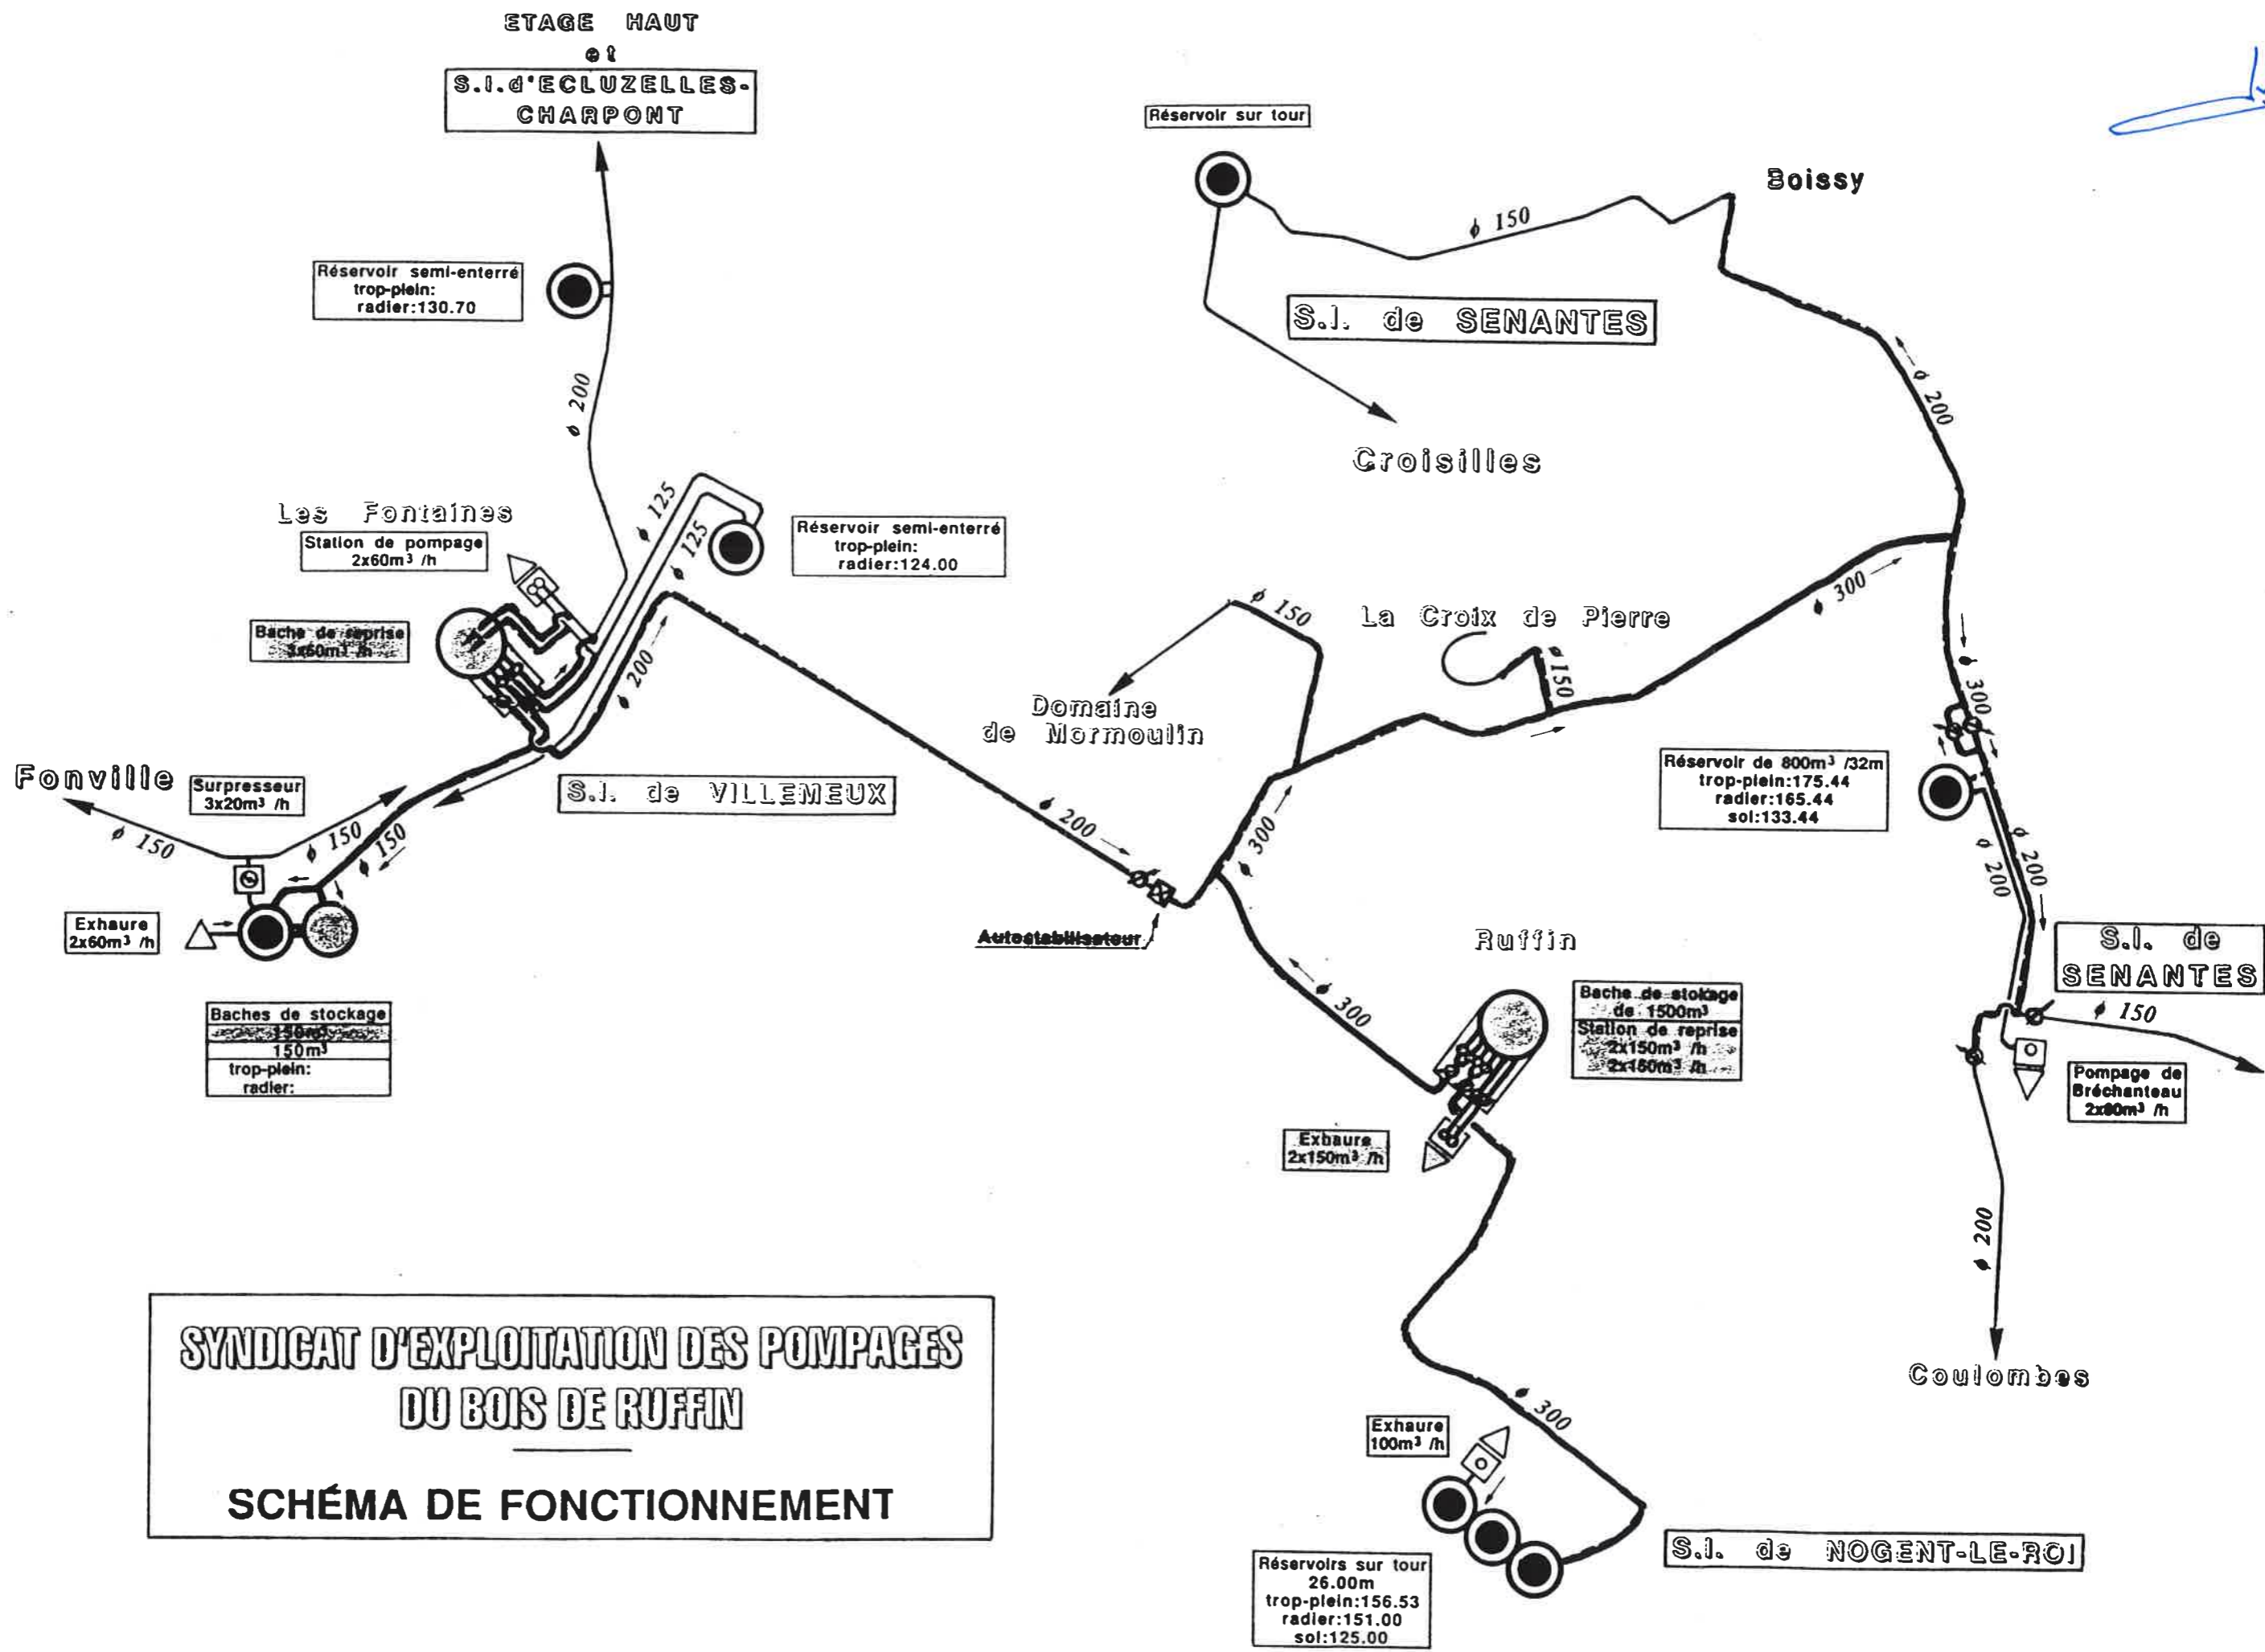 ETAGE HAUT
et
S.I.d'ECLUZELLES-
CHARPONT
Réservoir sur tour
Boissy
ϕ 150
Réservoir semi-enterré
trop-plein:
radier:130.70
S.I. de SENANTES
ϕ 200
ϕ 200
Croisilles
Les Fontaines
Station de pompage
2x60m³ /h
ϕ 125
ϕ 125
Réservoir semi-enterré
trop-plein:
radier:124.00
Bache de reprise
3x60m³ /h
ϕ 200
ϕ 150
La Croix de Pierre
ϕ 150
ϕ 300
Domaine
de Mormoulin
ϕ 300
Fonville
Surpresseur
3x20m³ /h
S.I. de VILLEMEUX
Réservoir de 800m³ /32m
trop-plein:175.44
radier:165.44
sol:133.44
ϕ 150
ϕ 150
ϕ 150
ϕ 200
ϕ 300
ϕ 200
ϕ 200
Exhaure
2x60m³ /h
Autostabilisateur
Ruffin
S.I. de
SENANTES
Baches de stockage
150m³
150m³
trop-plein:
radier:
ϕ 300
Bache de stokage
de 1500m³
Station de reprise
2x150m³ /h
2x150m³ /h
ϕ 150
Pompage de
Bréchanteau
2x80m³ /h
Exhaure
2x150m³ /h
ϕ 200
SYNDICAT D'EXPLOITATION DES POMPAGES
DU BOIS DE RUFFIN
SCHÉMA DE FONCTIONNEMENT
Coulombs
ϕ 300
Exhaure
100m³ /h
S.I. de NOGENT-LE-ROI
Réservoirs sur tour
26.00m
trop-plein:156.53
radier:151.00
sol:125.00